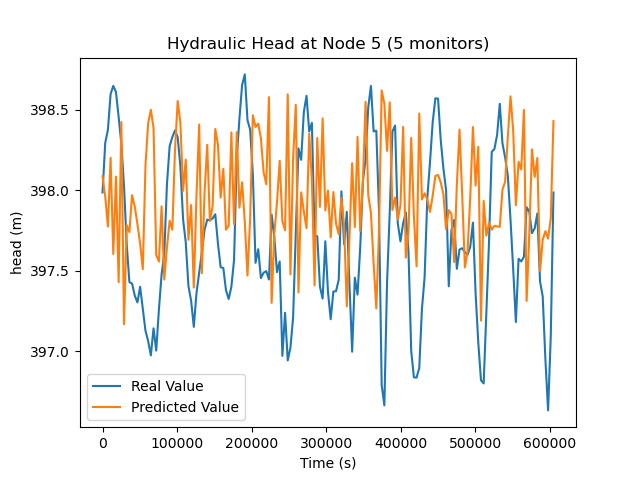 Hydraulic Head at Node 5 (5 monitors)
head (m)
398.5
398.0
397.5
397.0
Real Value
Predicted Value
0 100000 200000 300000 400000 500000 600000
Time (s)